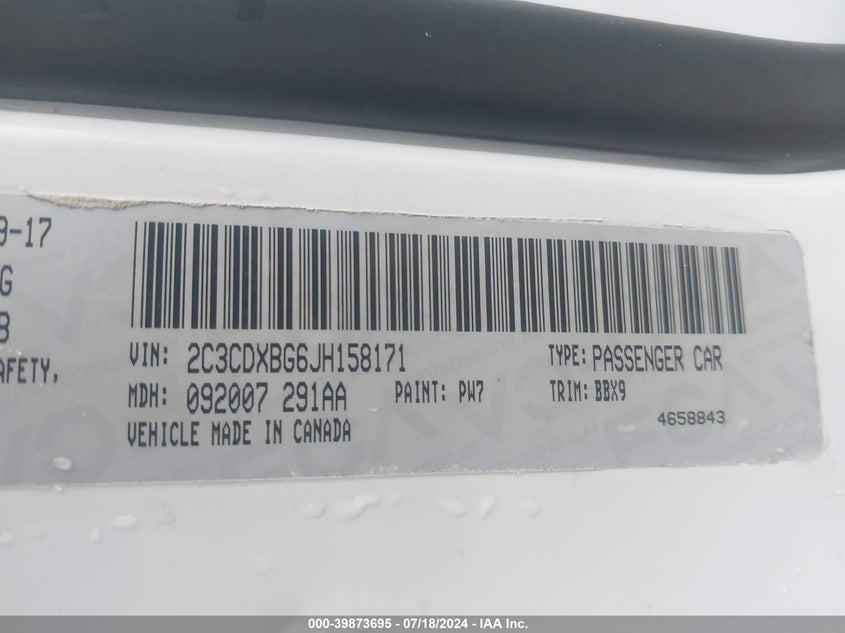 9-17
G
B
AFETY,
VIN: 2C3CDXBG6JH158171 TYPE: PASSENGER CAR
MDH: 092007 291AA PAINT: PW7 TRIM: BBX9
4658843
VEHICLE MADE IN CANADA
000-39873695 - 07/18/2024 - IAA Inc.